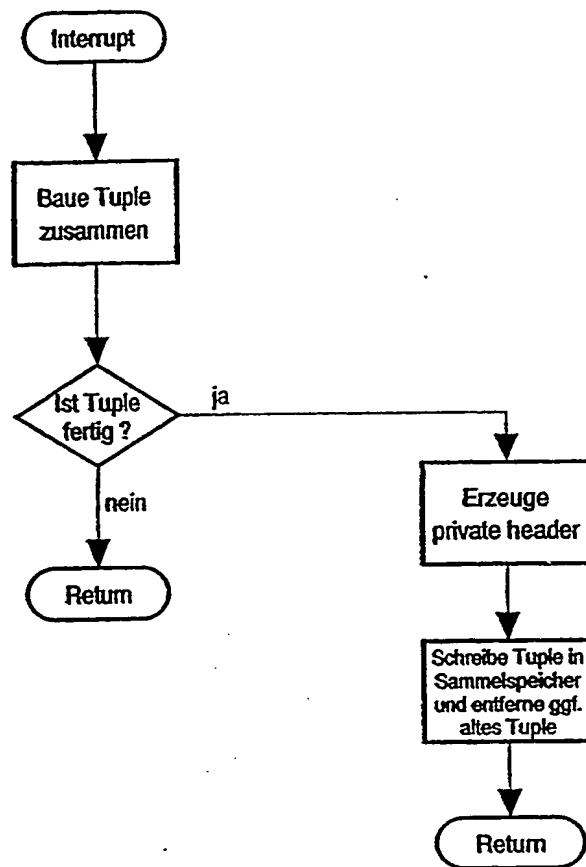 Interrupt
Baue Tuple
zusammen
Ist Tuple
fertig ?
ja
nein
Return
Erzeuge
private header
Schreibe Tuple in
Sammelspeicher
und entferne ggf.
altes Tuple
Return